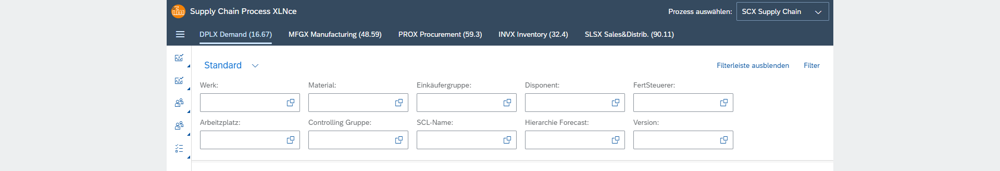 ifm Supply Chain Process XLNce
Prozess auswählen: SCX Supply Chain
DPLX Demand (16.67) MFGX Manufacturing (48.59) PROX Procurement (59.3) INVX Inventory (32.4) SLSX Sales&Distrib. (90.11)
Standard
Filterleiste ausblenden Filter
Werk: Material: Einkäufergruppe: Disponent: FertSteuerer:
Arbeitzplatz: Controlling Gruppe: SCL-Name: Hierarchie Forecast: Version: